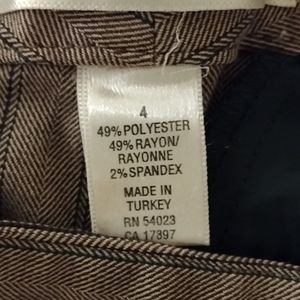 4
49% POLYESTER
49% RAYON/
RAYONNE
2% SPANDEX
MADE IN
TURKEY
RN 54023
CA 17397